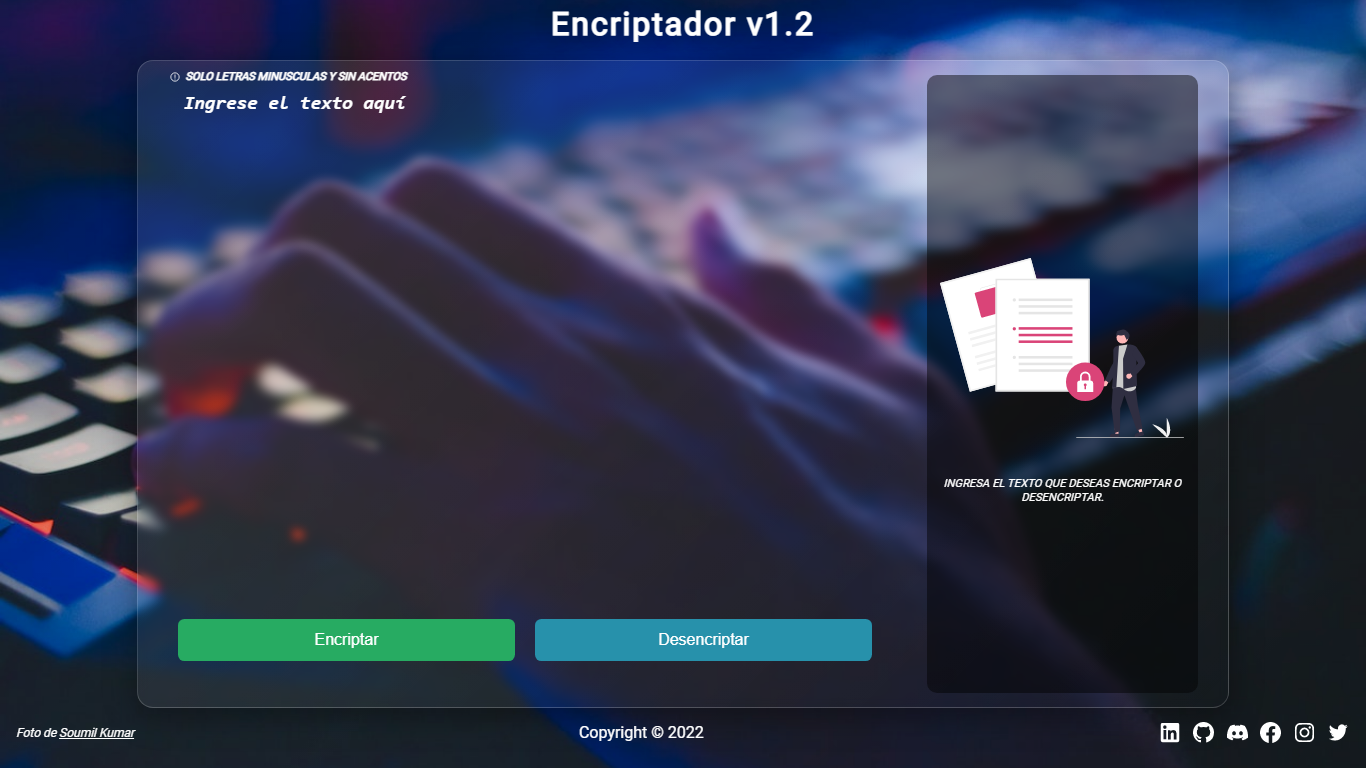 Encriptador v1.2
SOLO LETRAS MINUSCULAS Y SIN ACENTOS
Ingrese el texto aquí
INGRESA EL TEXTO QUE DESEAS ENCRIPTAR O
DESENCRIPTAR.
Encriptar
Desencriptar
Foto de Soumil Kumar
Copyright © 2022